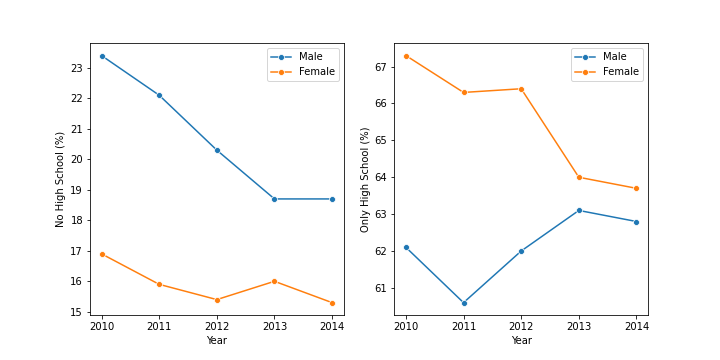 Male
Female
23
22
21
20
19
18
17
16
15
No High School (%)
2010 2011 2012 2013 2014
Year
Male
Female
67
66
65
64
63
62
61
Only High School (%)
2010 2011 2012 2013 2014
Year